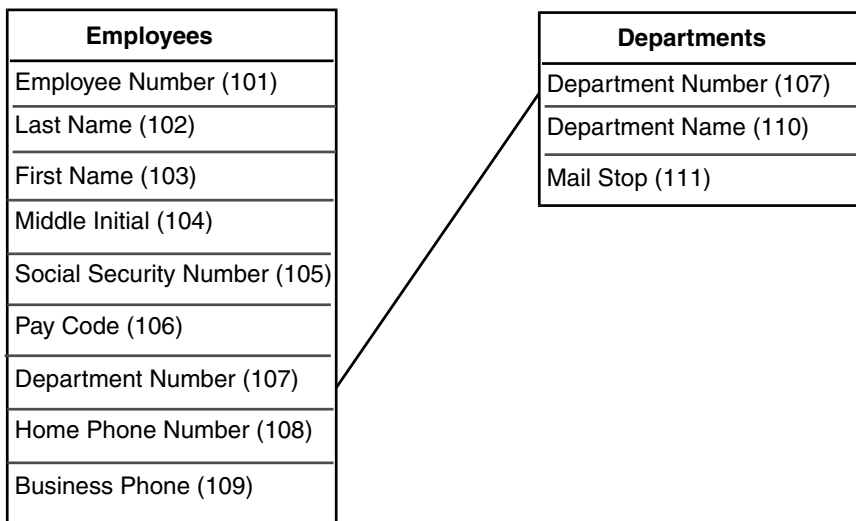 Employees
Employee Number (101)
Last Name (102)
First Name (103)
Middle Initial (104)
Social Security Number (105)
Pay Code (106)
Department Number (107)
Home Phone Number (108)
Business Phone (109)
Departments
Department Number (107)
Department Name (110)
Mail Stop (111)